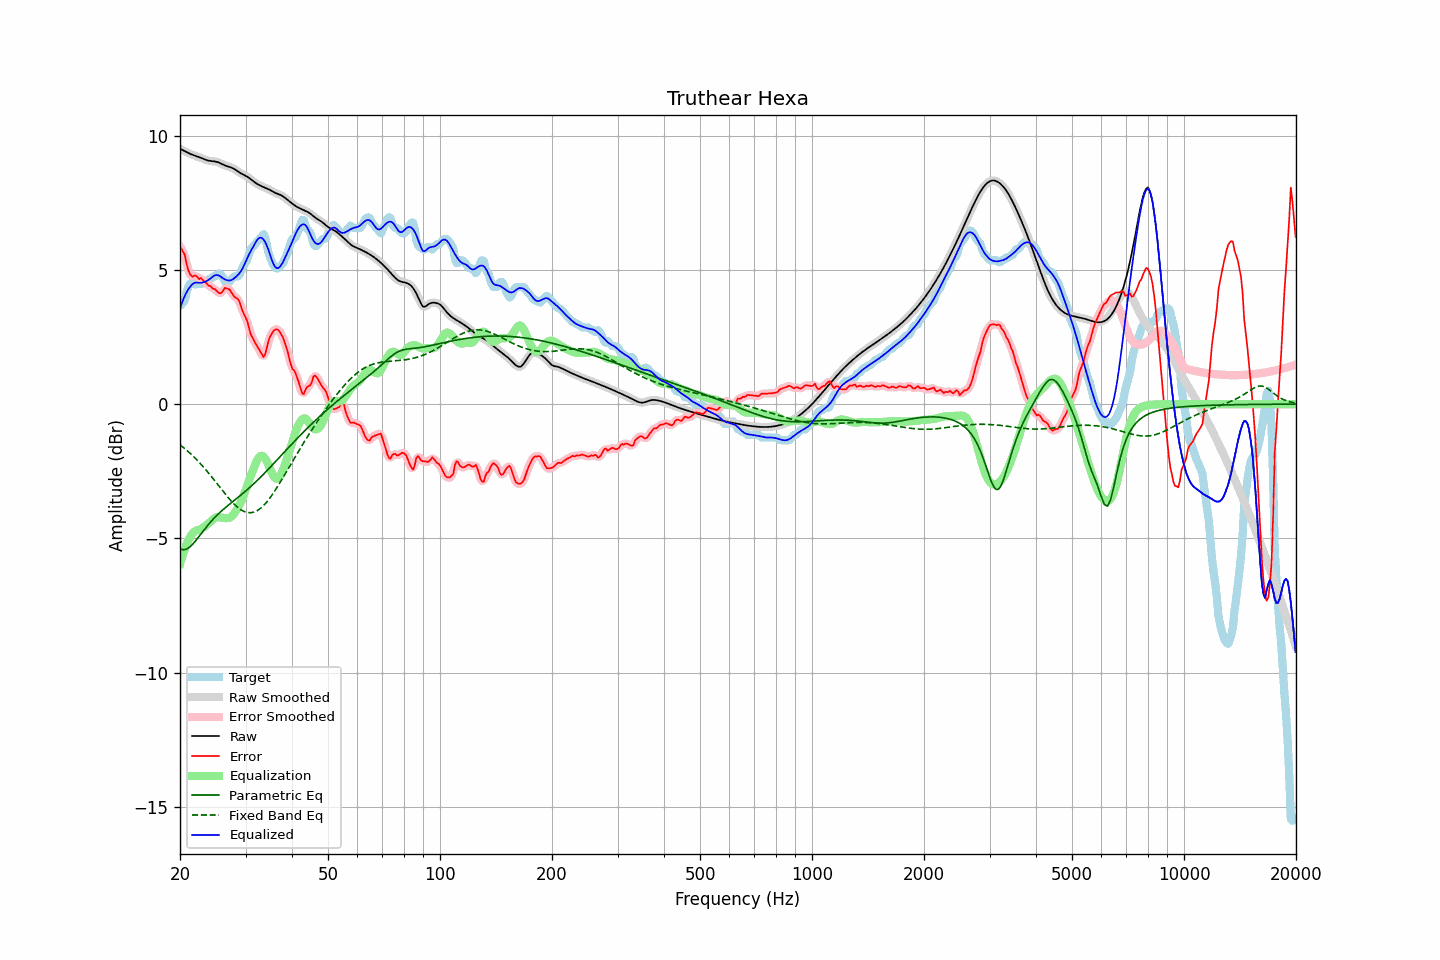 Truthear Hexa
Amplitude (dBr)
10
5
0
−5
−10
−15
Target
Raw Smoothed
Error Smoothed
Raw
Error
Equalization
Parametric Eq
Fixed Band Eq
Equalized
20 50 100 200 500 1000 2000 5000 10000 20000
Frequency (Hz)